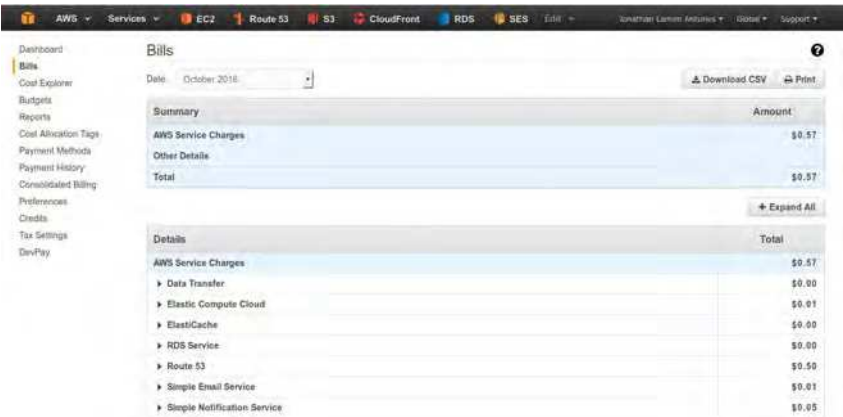 AWS Services EC2 Route 53 S3 CloudFront RDS SES Edit Global Support
Dashboard
Bills
Cost Explorer
Budgets
Reports
Cost Allocation Tags
Payment Methods
Payment History
Consolidated Billing
Preferences
Credits
Tax Settings
DevPay
Bills
Date: October 2016
Download CSV Print
Summary Amount
AWS Service Charges $0.57
Other Details
Total $0.57
+ Expand All
Details Total
AWS Service Charges $0.57
Data Transfer $0.00
Elastic Compute Cloud $0.01
ElastiCache $0.00
RDS Service $0.00
Route 53 $0.50
Simple Email Service $0.01
Simple Notification Service $0.05